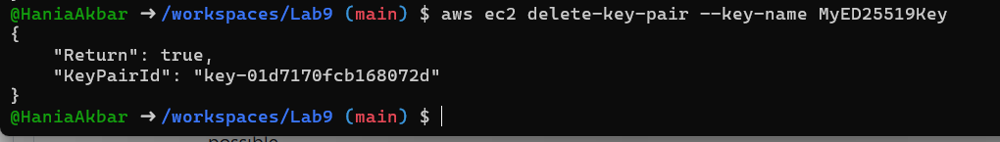 @HaniaAkbar ➜ /workspaces/Lab9 (main) $ aws ec2 delete-key-pair --key-name MyED25519Key
{
    "Return": true,
    "KeyPairId": "key-01d7170fcb168072d"
}
@HaniaAkbar ➜ /workspaces/Lab9 (main) $
possible